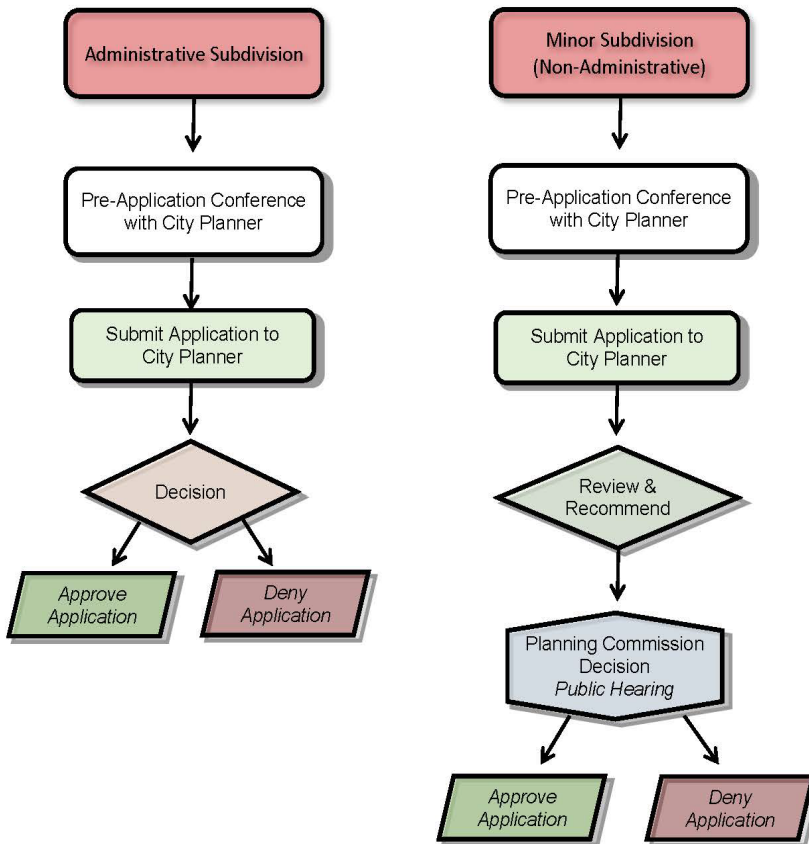 Administrative Subdivision
Pre-Application Conference
with City Planner
Submit Application to
City Planner
Decision
Approve
Application
Deny
Application
Minor Subdivision
(Non-Administrative)
Pre-Application Conference
with City Planner
Submit Application to
City Planner
Review &
Recommend
Planning Commission
Decision
Public Hearing
Approve
Application
Deny
Application